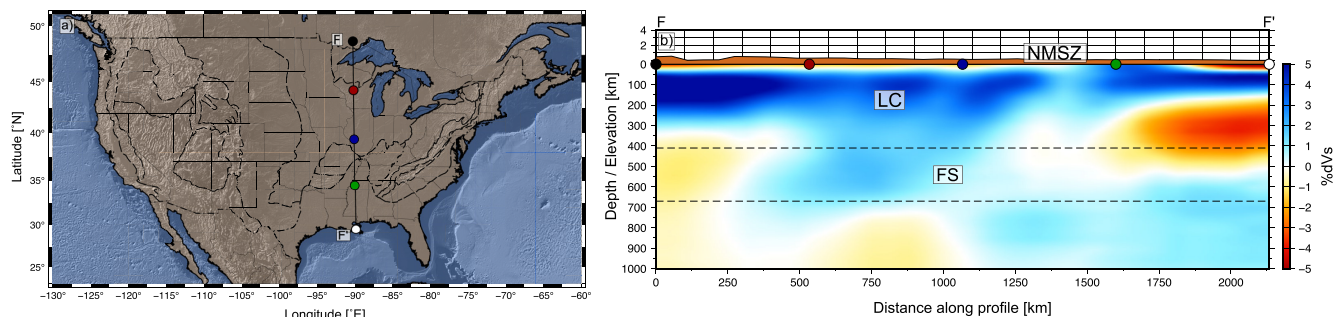 a)
50°
45°
40°
35°
30°
25°
Latitude [°N]
F
F'
−130° −125° −120° −115° −110° −105° −100° −95° −90° −85° −80° −75° −70° −65° −60°
Longitude [°E]
F F'
b)
NMSZ
LC
FS
4
2
0
100
200
300
400
500
600
700
800
900
1000
Depth / Elevation [km]
0 250 500 750 1000 1250 1500 1750 2000
Distance along profile [km]
5
4
3
2
1
0
−1
−2
−3
−4
−5
%dVs